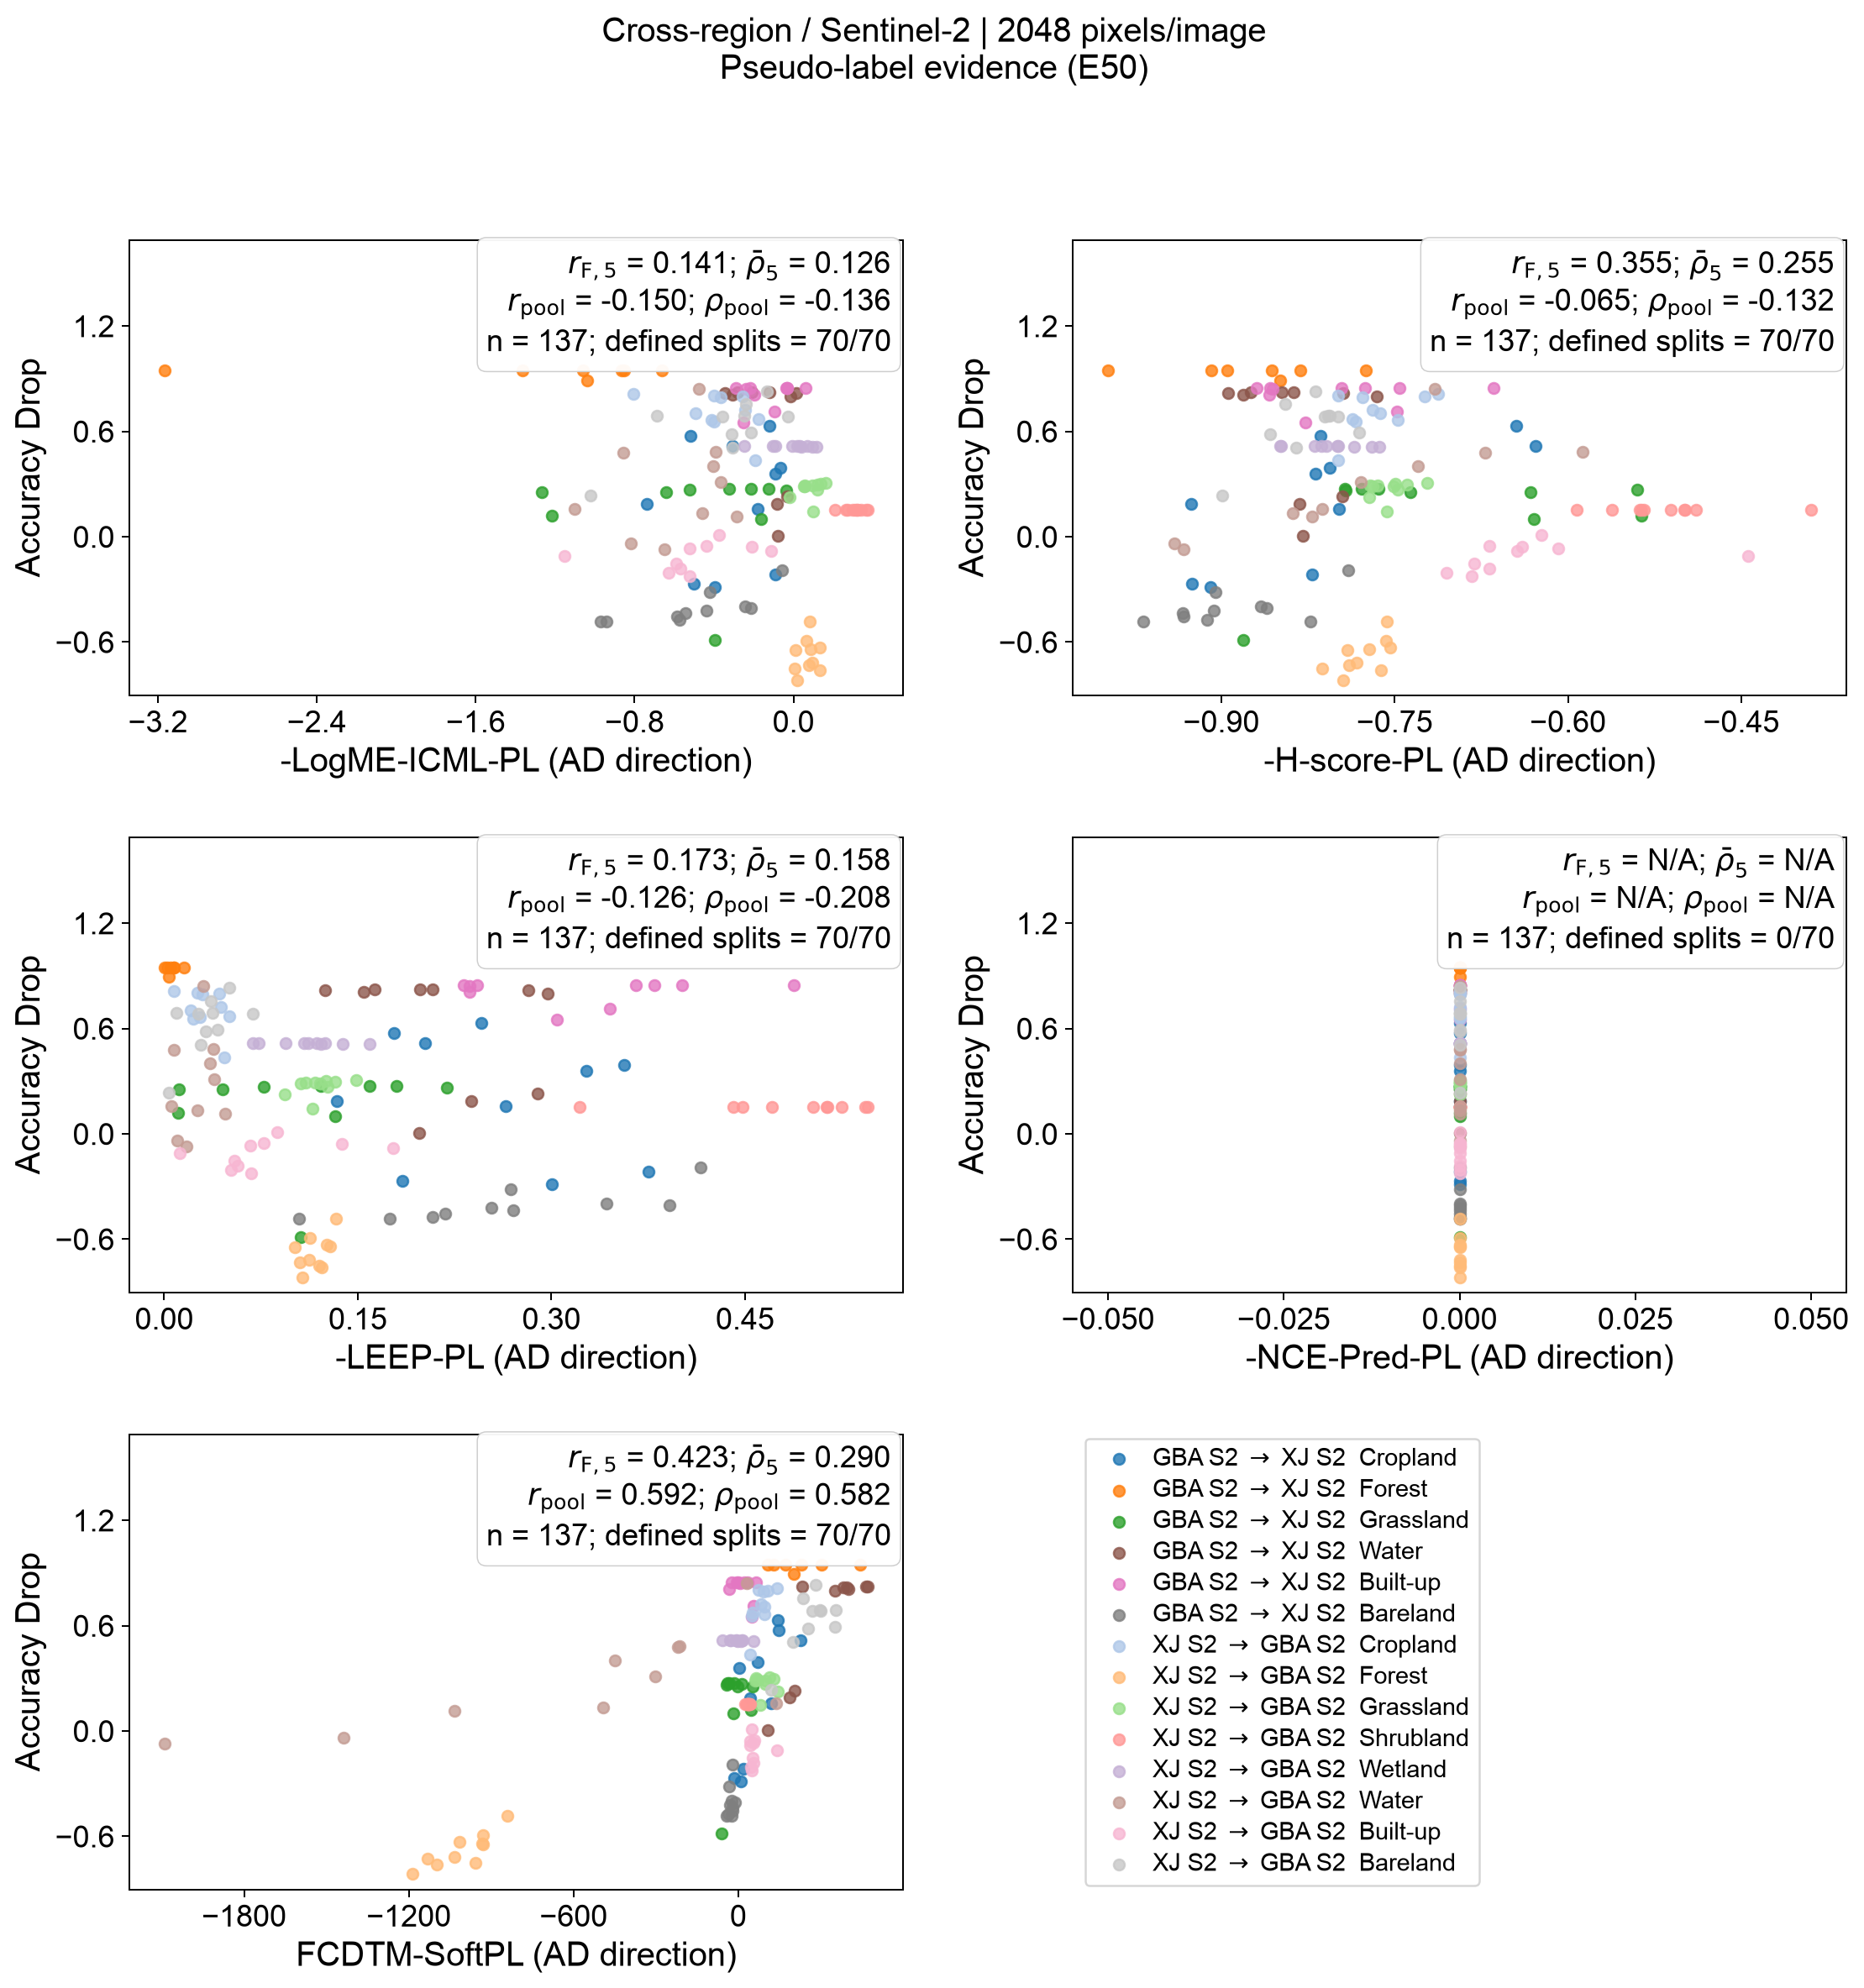 Cross-region / Sentinel-2 | 2048 pixels/image
Pseudo-label evidence (E50)
r_F, 5 = 0.141; ρ̄_5 = 0.126
r_pool = -0.150; ρ_pool = -0.136
n = 137; defined splits = 70/70
Accuracy Drop
1.2
0.6
0.0
−0.6
−3.2 −2.4 −1.6 −0.8 0.0
-LogME-ICML-PL (AD direction)
r_F, 5 = 0.355; ρ̄_5 = 0.255
r_pool = -0.065; ρ_pool = -0.132
n = 137; defined splits = 70/70
Accuracy Drop
1.2
0.6
0.0
−0.6
−0.90 −0.75 −0.60 −0.45
-H-score-PL (AD direction)
r_F, 5 = 0.173; ρ̄_5 = 0.158
r_pool = -0.126; ρ_pool = -0.208
n = 137; defined splits = 70/70
Accuracy Drop
1.2
0.6
0.0
−0.6
0.00 0.15 0.30 0.45
-LEEP-PL (AD direction)
r_F, 5 = N/A; ρ̄_5 = N/A
r_pool = N/A; ρ_pool = N/A
n = 137; defined splits = 0/70
Accuracy Drop
1.2
0.6
0.0
−0.6
−0.050 −0.025 0.000 0.025 0.050
-NCE-Pred-PL (AD direction)
r_F, 5 = 0.423; ρ̄_5 = 0.290
r_pool = 0.592; ρ_pool = 0.582
n = 137; defined splits = 70/70
Accuracy Drop
1.2
0.6
0.0
−0.6
−1800 −1200 −600 0
FCDTM-SoftPL (AD direction)
GBA S2 → XJ S2 Cropland
GBA S2 → XJ S2 Forest
GBA S2 → XJ S2 Grassland
GBA S2 → XJ S2 Water
GBA S2 → XJ S2 Built-up
GBA S2 → XJ S2 Bareland
XJ S2 → GBA S2 Cropland
XJ S2 → GBA S2 Forest
XJ S2 → GBA S2 Grassland
XJ S2 → GBA S2 Shrubland
XJ S2 → GBA S2 Wetland
XJ S2 → GBA S2 Water
XJ S2 → GBA S2 Built-up
XJ S2 → GBA S2 Bareland